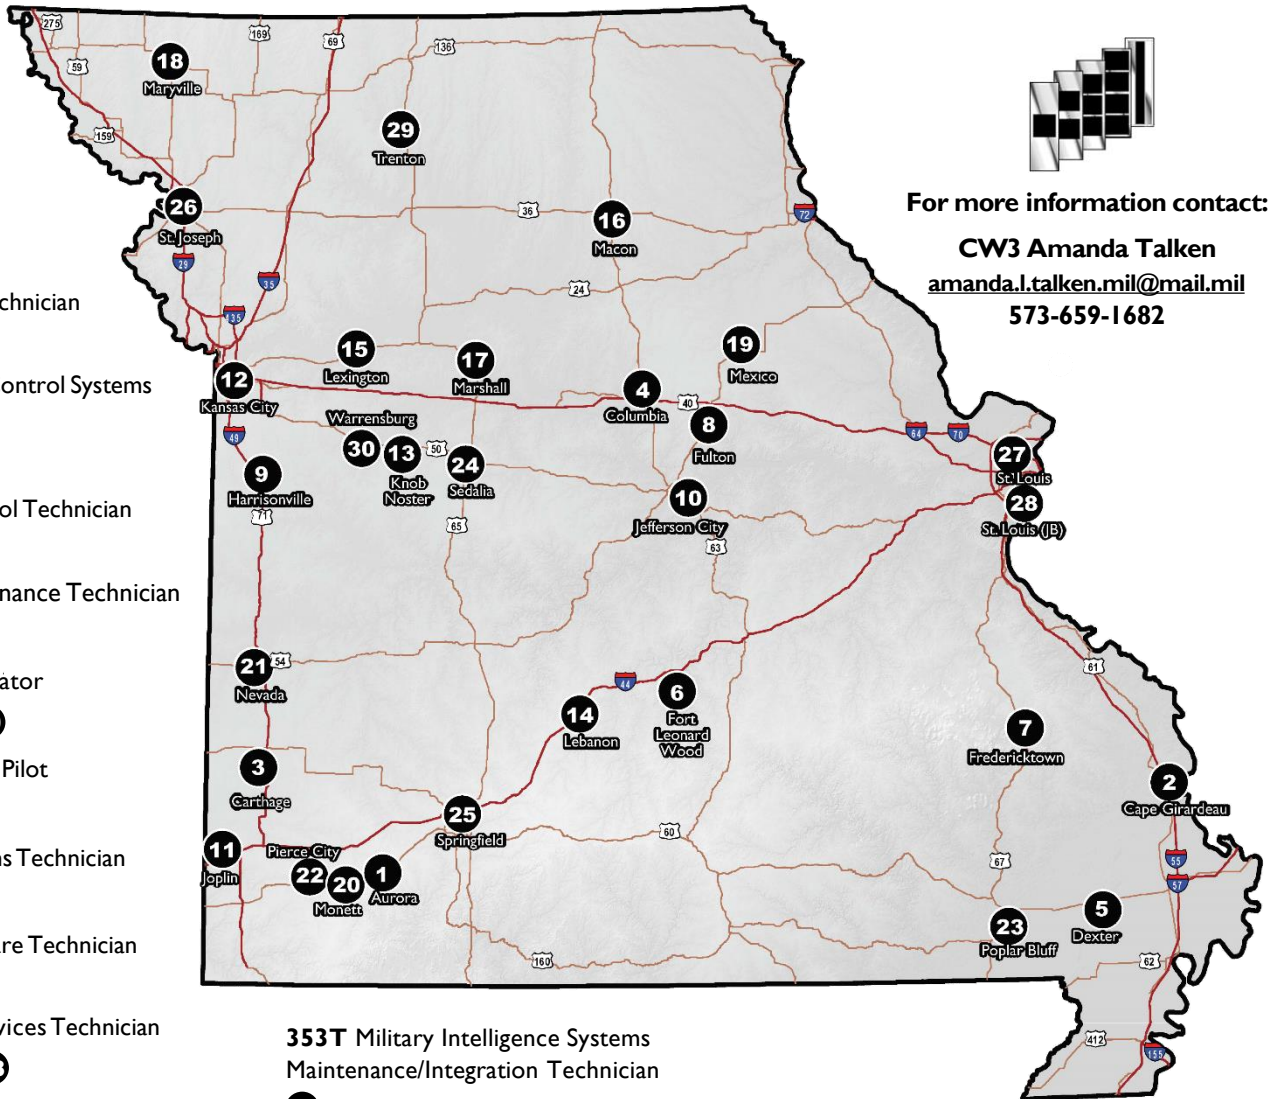 275
169
69
136
59
18
Maryville
159
29
Trenton
26
St. Joseph
36
16
Macon
72
29
35
24
135
For more information contact:
CW3 Amanda Talken
amanda.l.talken.mil@mail.mil
573-659-1682
chnician
ontrol Systems
ol Technician
nance Technician
ator
Pilot
ns Technician
are Technician
vices Technician
15
Lexington
17
Marshall
19
Mexico
12
Kansas City
4
Columbia
40
8
Fulton
64
70
49
Warrensburg
30
13
Knob
Noster
50
24
Sedalia
27
St. Louis
9
Harrisonville
71
10
Jefferson City
28
St. Louis (JB)
65
63
21
Nevada
54
61
44
14
Lebanon
6
Fort
Leonard
Wood
7
Fredericktown
3
Carthage
2
Cape Girardeau
25
Springfield
60
11
Joplin
Pierce City
22
20
Monett
1
Aurora
67
55
57
23
Poplar Bluff
5
Dexter
160
62
412
155
353T Military Intelligence Systems
Maintenance/Integration Technician